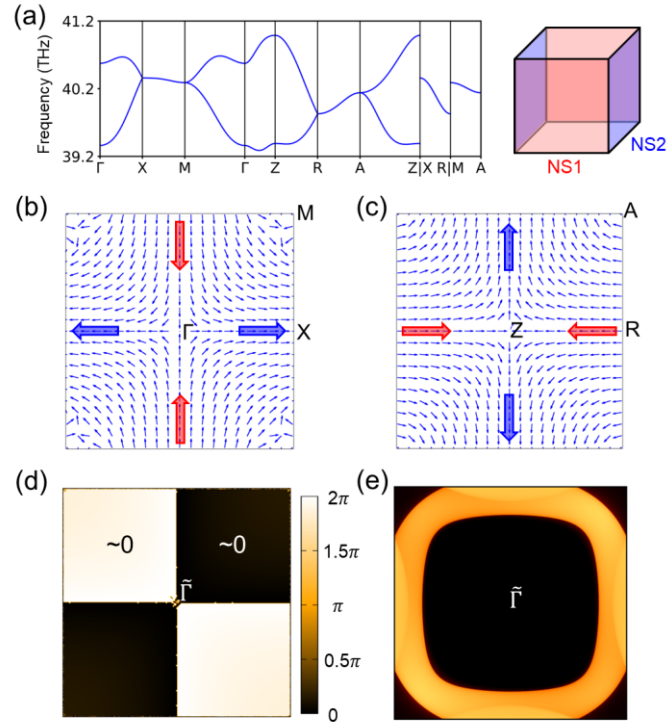 (a)
Frequency (THz)
41.2
40.2
39.2
Γ X M Γ Z R A Z|X R|M A
NS2
NS1
(b)
M
Γ
X
(c)
A
Z
R
(d)
~0
~0
Γ̃
2π
1.5π
π
0.5π
0
(e)
Γ̃